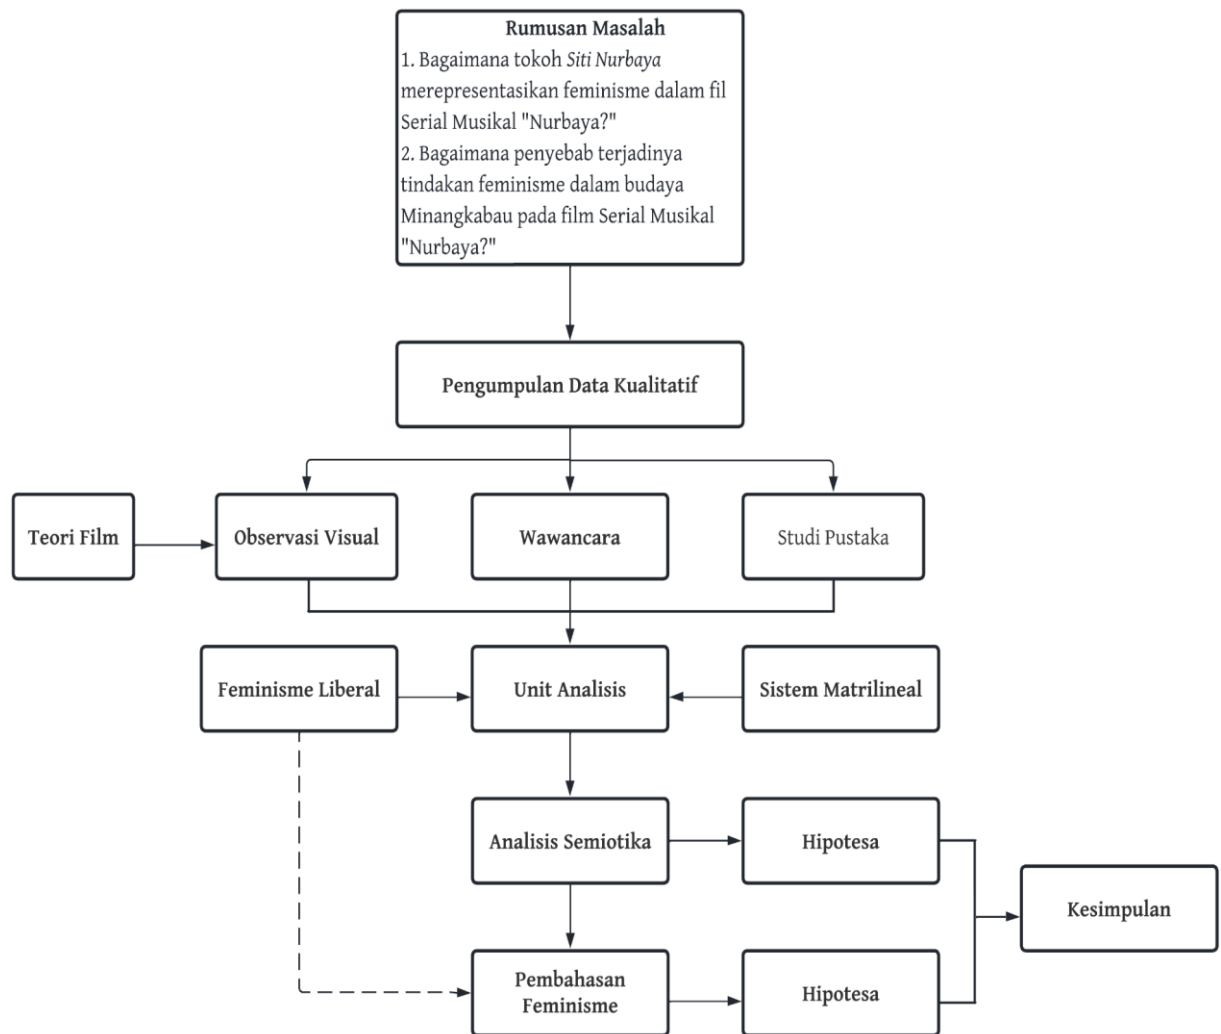 Rumusan Masalah
1. Bagaimana tokoh Siti Nurbaya
merepresentasikan feminisme dalam fil
Serial Musikal "Nurbaya?"
2. Bagaimana penyebab terjadinya
tindakan feminisme dalam budaya
Minangkabau pada film Serial Musikal
"Nurbaya?"
Pengumpulan Data Kualitatif
Teori Film
Observasi Visual
Wawancara
Studi Pustaka
Feminisme Liberal
Unit Analisis
Sistem Matrilineal
Analisis Semiotika
Hipotesa
Kesimpulan
Pembahasan
Feminisme
Hipotesa